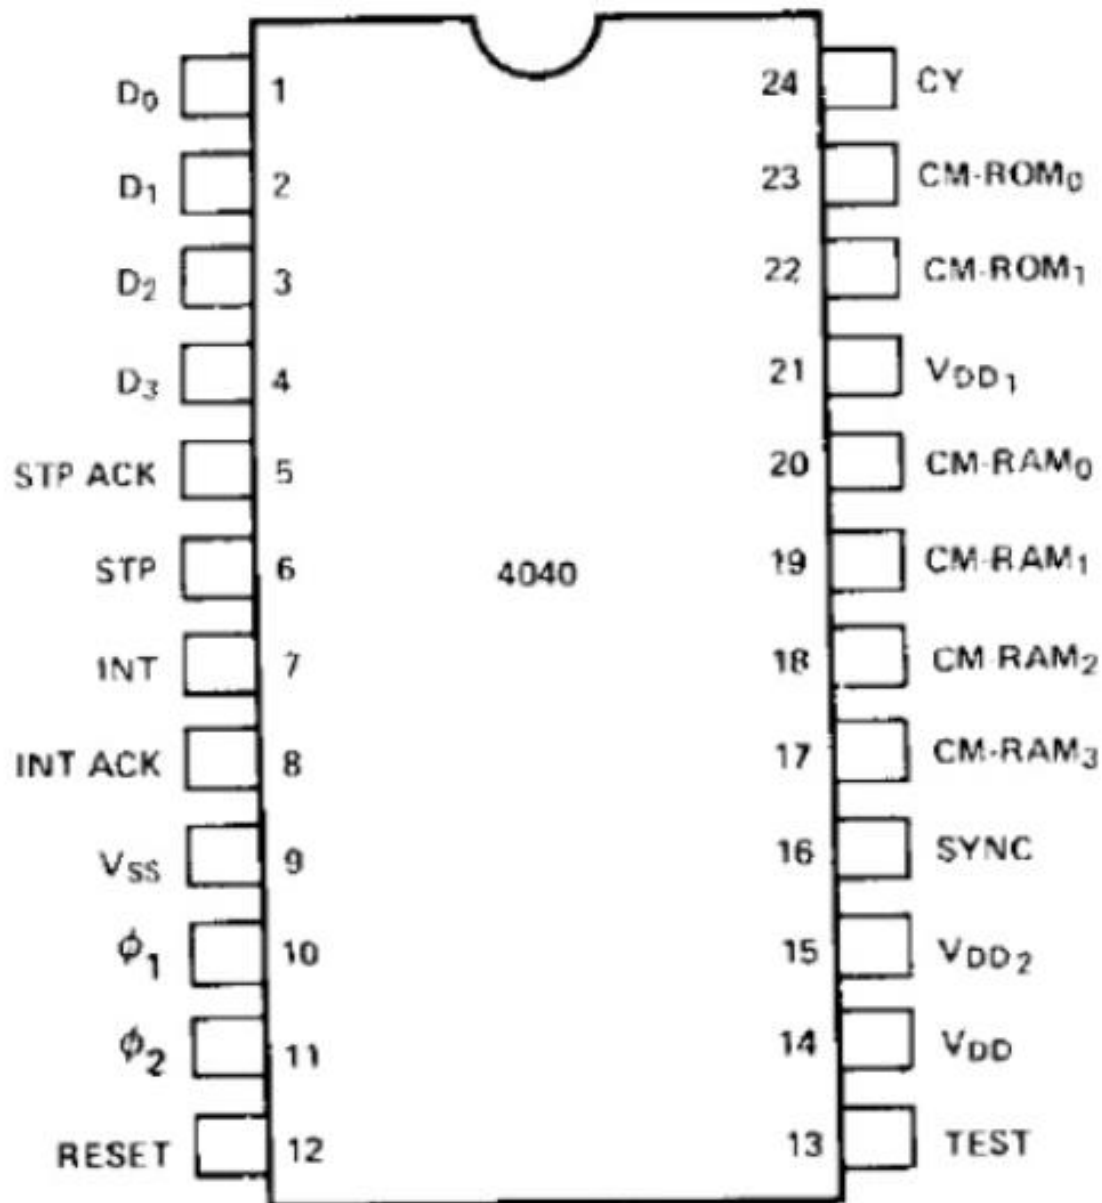 D₀ 1 24 CY
D₁ 2 23 CM-ROM₀
D₂ 3 22 CM-ROM₁
D₃ 4 21 VDD₁
STP ACK 5 20 CM-RAM₀
STP 6 4040 19 CM-RAM₁
INT 7 18 CM-RAM₂
INT ACK 8 17 CM-RAM₃
VSS 9 16 SYNC
ϕ₁ 10 15 VDD₂
ϕ₂ 11 14 VDD
RESET 12 13 TEST